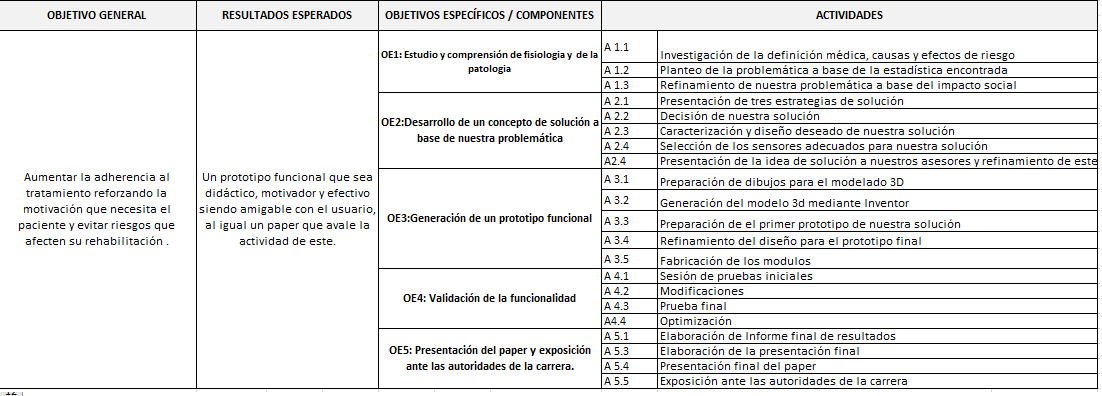 OBJETIVO GENERAL
RESULTADOS ESPERADOS
OBJETIVOS ESPECÍFICOS / COMPONENTES
ACTIVIDADES
Aumentar la adherencia al
tratamiento reforzando la
motivación que necesita el
paciente y evitar riesgos que
afecten su rehabilitación .
Un prototipo funcional que sea
didáctico, motivador y efectivo
siendo amigable con el usuario,
al igual un paper que avale la
actividad de este.
OE1: Estudio y comprensión de fisiologia y de la
patologia
A 1.1 Investigación de la definición médica, causas y efectos de riesgo
A 1.2 Planteo de la problemática a base de la estadística encontrada
A 1.3 Refinamiento de nuestra problemática a base del impacto social
OE2:Desarrollo de un concepto de solución a
base de nuestra problemática
A 2.1 Presentación de tres estrategias de solución
A 2.2 Decisión de nuestra solución
A 2.3 Caracterización y diseño deseado de nuestra solución
A 2.4 Selección de los sensores adecuados para nuestra solución
A2.4 Presentación de la idea de solución a nuestros asesores y refinamiento de este
OE3:Generación de un prototipo funcional
A 3.1 Preparación de dibujos para el modelado 3D
A 3.2 Generación del modelo 3d mediante Inventor
A 3.3 Preparación de el primer prototipo de nuestra solución
A 3.4 Refinamiento del diseño para el prototipo final
A 3.5 Fabricación de los modulos
OE4: Validación de la funcionalidad
A 4.1 Sesión de pruebas iniciales
A 4.2 Modificaciones
A 4.3 Prueba final
A4.4 Optimización
OE5: Presentación del paper y exposición
ante las autoridades de la carrera.
A 5.1 Elaboración de Informe final de resultados
A 5.3 Elaboración de la presentación final
A 5.4 Presentación final del paper
A 5.5 Exposición ante las autoridades de la carrera